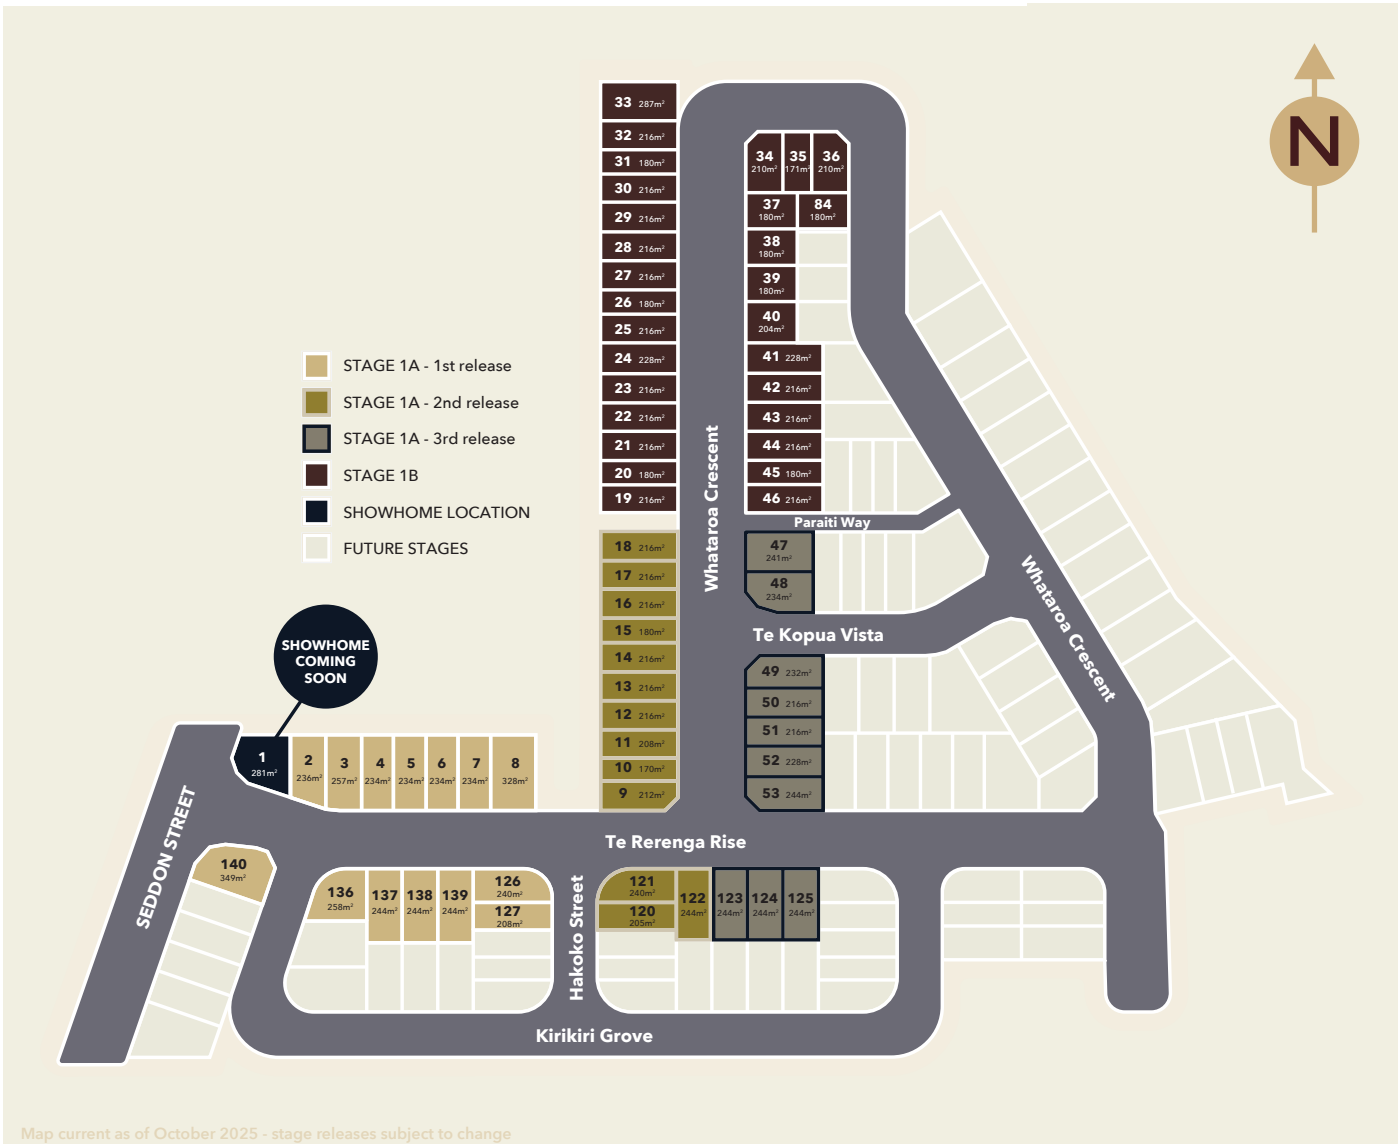 N
33 287m²
32 216m²
31 180m²
30 216m²
29 216m²
28 216m²
27 216m²
26 180m²
25 216m²
24 228m²
23 216m²
22 216m²
21 216m²
20 180m²
19 216m²
18 216m²
17 216m²
16 216m²
15 180m²
14 216m²
13 216m²
12 216m²
11 208m²
10 170m²
9 212m²
34
210m²
35
171m²
36
210m²
37
180m²
84
180m²
38
180m²
39
180m²
40
204m²
41 228m²
42 216m²
43 216m²
44 216m²
45 180m²
46 216m²
Paraiti Way
47
241m²
48
234m²
Te Kopua Vista
49 232m²
50 216m²
51 216m²
52 228m²
53 244m²
Whataroa Crescent
Whataroa Crescent
STAGE 1A - 1st release
STAGE 1A - 2nd release
STAGE 1A - 3rd release
STAGE 1B
SHOWHOME LOCATION
FUTURE STAGES
SHOWHOME
COMING
SOON
1
281m²
2
236m²
3
257m²
4
234m²
5
234m²
6
234m²
7
234m²
8
328m²
Te Rerenga Rise
SEDDON STREET
140
349m²
136
258m²
137
244m²
138
244m²
139
244m²
126
240m²
127
208m²
Hakoko Street
121
240m²
120
205m²
122
244m²
123
244m²
124
244m²
125
244m²
Kirikiri Grove
Map current as of October 2025 - stage releases subject to change